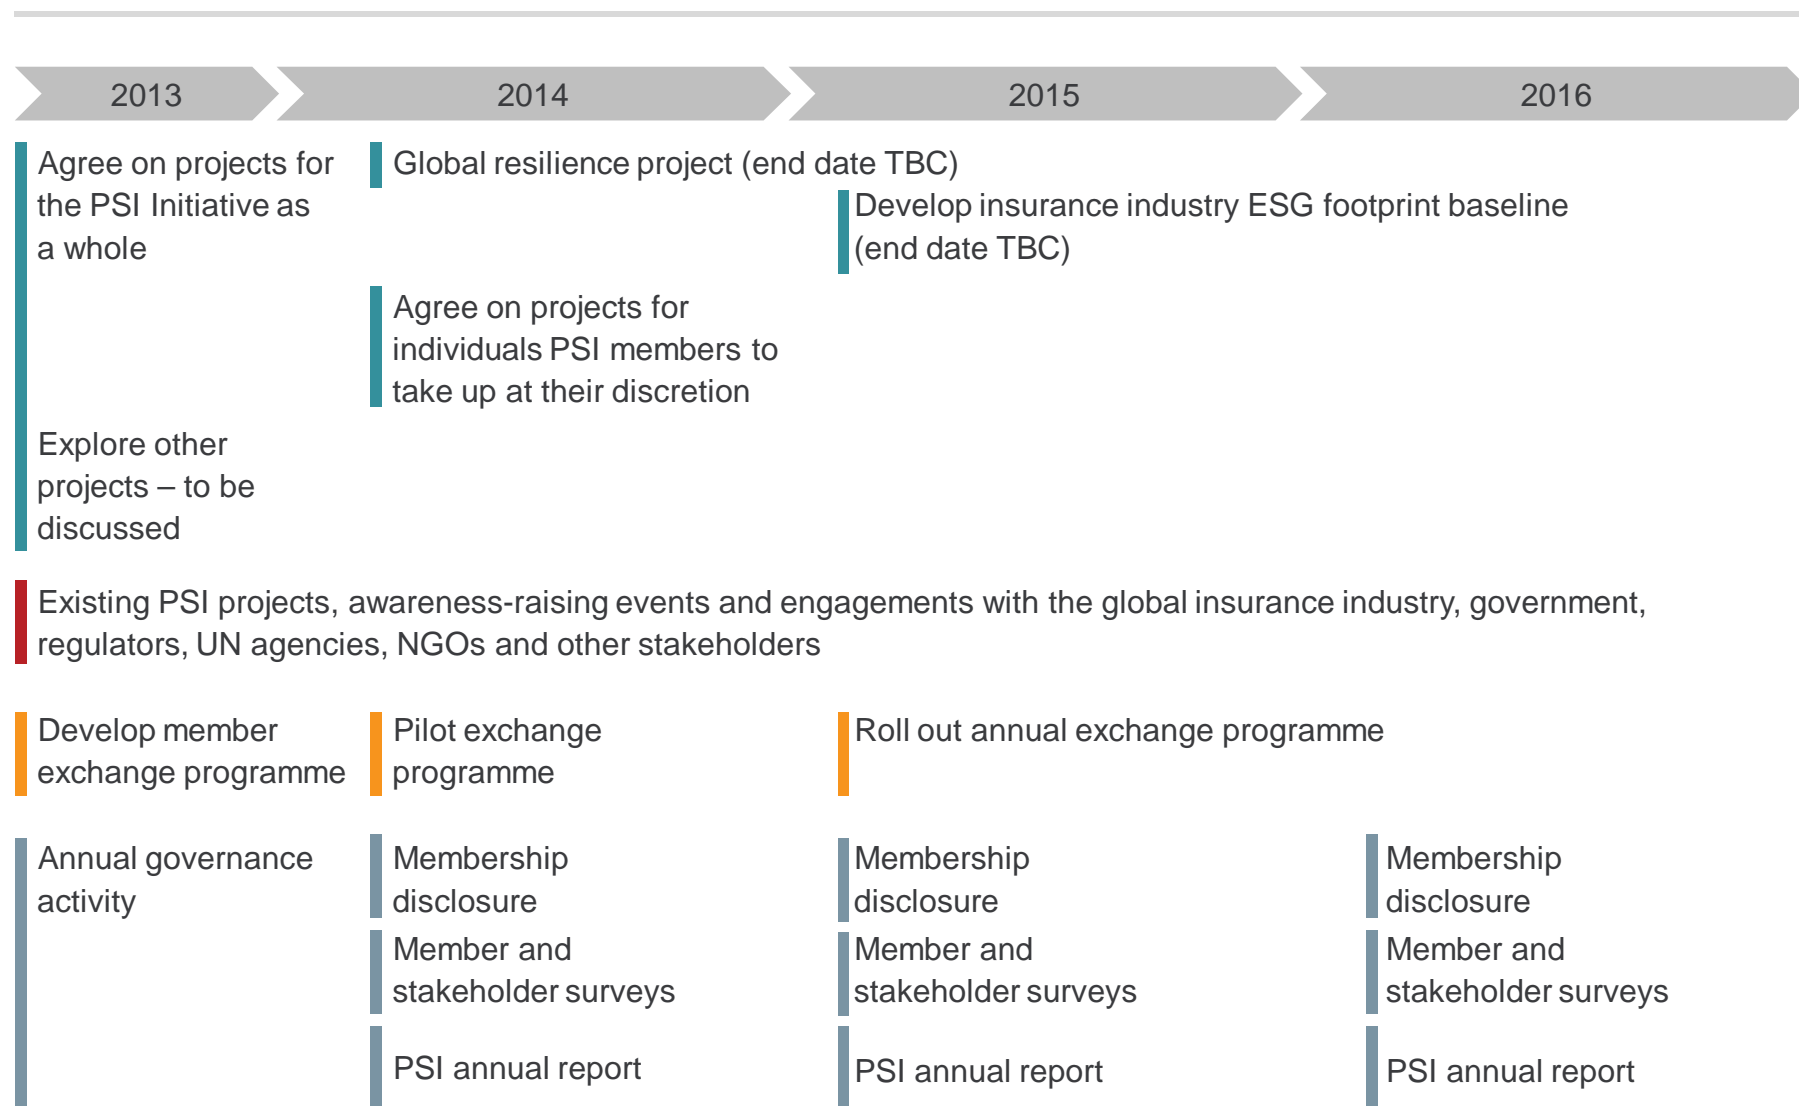 2013
2014
2015
2016
Agree on projects for
the PSI Initiative as
a whole
Global resilience project (end date TBC)
Develop insurance industry ESG footprint baseline
(end date TBC)
Agree on projects for
individuals PSI members to
take up at their discretion
Explore other
projects – to be
discussed
Existing PSI projects, awareness-raising events and engagements with the global insurance industry, government,
regulators, UN agencies, NGOs and other stakeholders
Develop member
exchange programme
Pilot exchange
programme
Roll out annual exchange programme
Annual governance
activity
Membership
disclosure
Member and
stakeholder surveys
PSI annual report
Membership
disclosure
Member and
stakeholder surveys
PSI annual report
Membership
disclosure
Member and
stakeholder surveys
PSI annual report